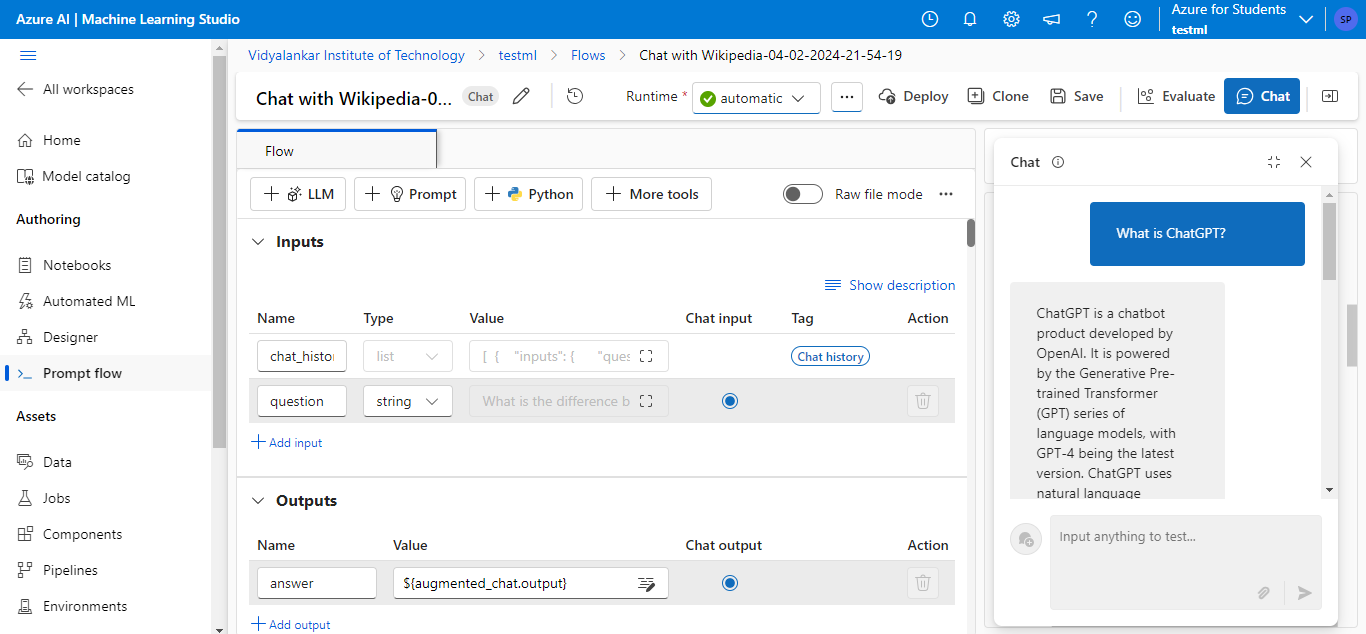 Azure AI | Machine Learning Studio
Azure for Students
testml
SP
All workspaces
Home
Model catalog
Authoring
Notebooks
Automated ML
Designer
Prompt flow
Assets
Data
Jobs
Components
Pipelines
Environments
Vidyalankar Institute of Technology > testml > Flows > Chat with Wikipedia-04-02-2024-21-54-19
Chat with Wikipedia-0... Chat
Runtime * automatic ... Deploy Clone Save Evaluate Chat
Flow
+ LLM + Prompt + Python + More tools Raw file mode ...
Inputs
Show description
Name Type Value Chat input Tag Action
chat_histo list [ { "inputs": { "ques Chat history
question string What is the difference b
+ Add input
Outputs
Name Value Chat output Action
answer ${augmented_chat.output}
+ Add output
Chat
What is ChatGPT?
ChatGPT is a chatbot
product developed by
OpenAI. It is powered
by the Generative Pre-
trained Transformer
(GPT) series of
language models, with
GPT-4 being the latest
version. ChatGPT uses
natural language
Input anything to test...